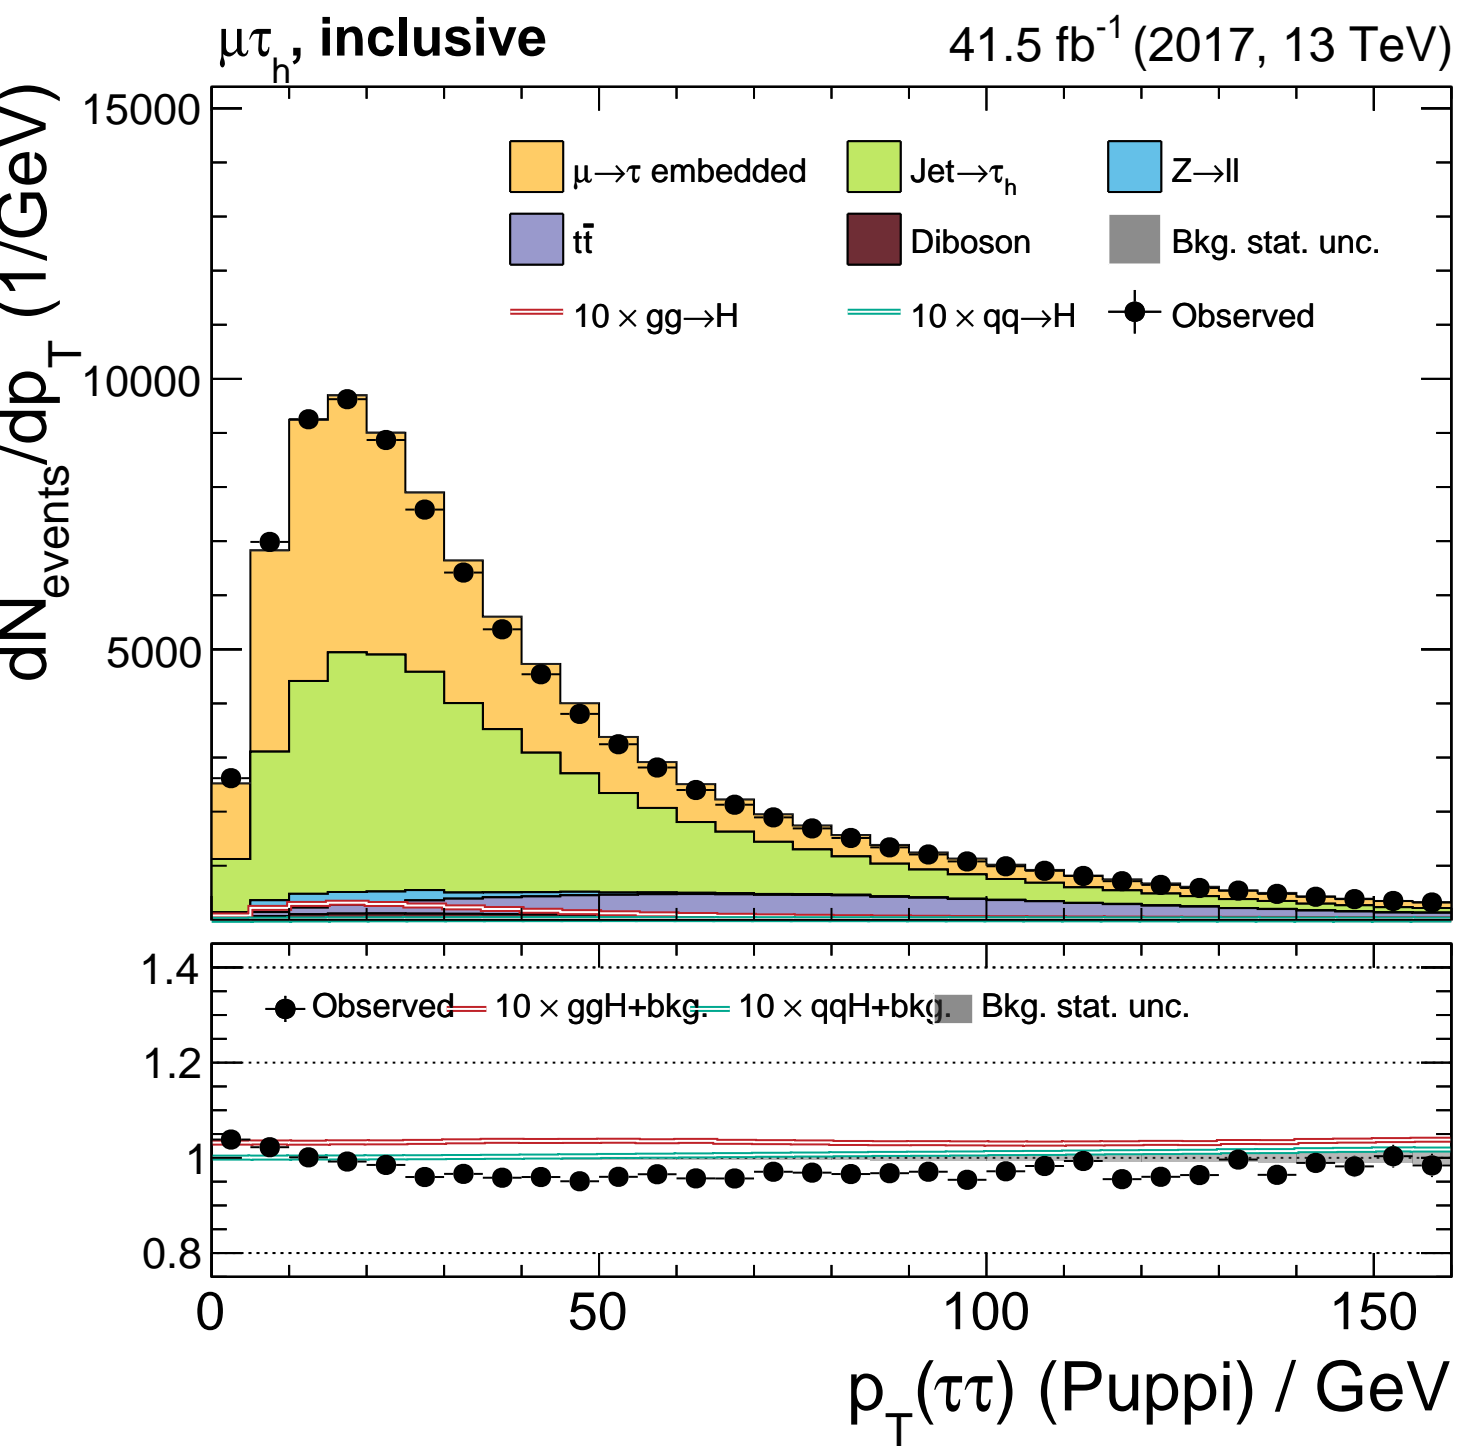 μτh, inclusive
41.5 fb-1 (2017, 13 TeV)
dNevents/dpT (1/GeV)
15000
10000
5000
μ→τ embedded
Jet→τh
Z→ll
tt̄
Diboson
Bkg. stat. unc.
10 × gg→H
10 × qq→H
Observed
1.4
1.2
1
0.8
Observed
10 × ggH+bkg.
10 × qqH+bkg.
Bkg. stat. unc.
0
50
100
150
pT(ττ) (Puppi) / GeV